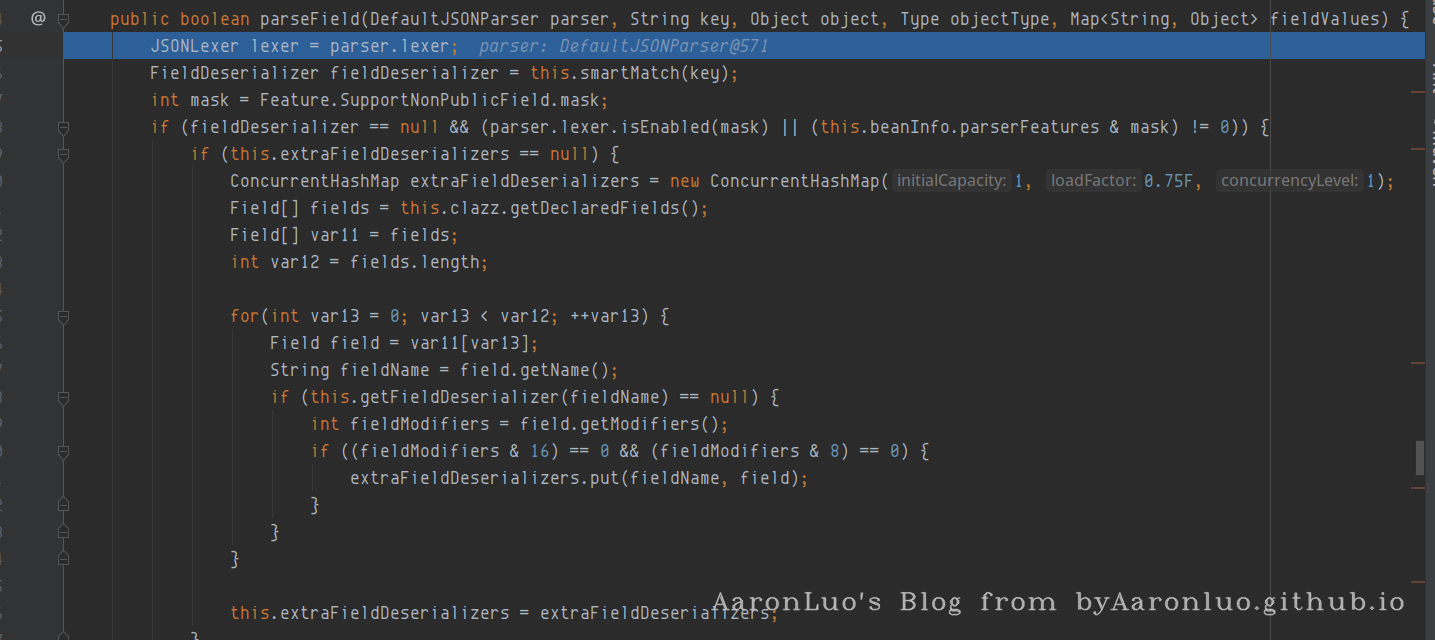 @ public boolean parseField(DefaultJSONParser parser, String key, Object object, Type objectType, Map<String, Object> fieldValues) {
JSONLexer lexer = parser.lexer; parser: DefaultJSONParser@571
FieldDeserializer fieldDeserializer = this.smartMatch(key);
int mask = Feature.SupportNonPublicField.mask;
if (fieldDeserializer == null && (parser.lexer.isEnabled(mask) || (this.beanInfo.parserFeatures & mask) != 0)) {
if (this.extraFieldDeserializers == null) {
ConcurrentHashMap extraFieldDeserializers = new ConcurrentHashMap( initialCapacity: 1, loadFactor: 0.75F, concurrencyLevel: 1);
Field[] fields = this.clazz.getDeclaredFields();
Field[] var11 = fields;
int var12 = fields.length;
for(int var13 = 0; var13 < var12; ++var13) {
Field field = var11[var13];
String fieldName = field.getName();
if (this.getFieldDeserializer(fieldName) == null) {
int fieldModifiers = field.getModifiers();
if ((fieldModifiers & 16) == 0 && (fieldModifiers & 8) == 0) {
extraFieldDeserializers.put(fieldName, field);
}
}
}
this.extraFieldDeserializers = extraFieldDeserializers;
AaronLuo's Blog from byAaronluo.github.io
}